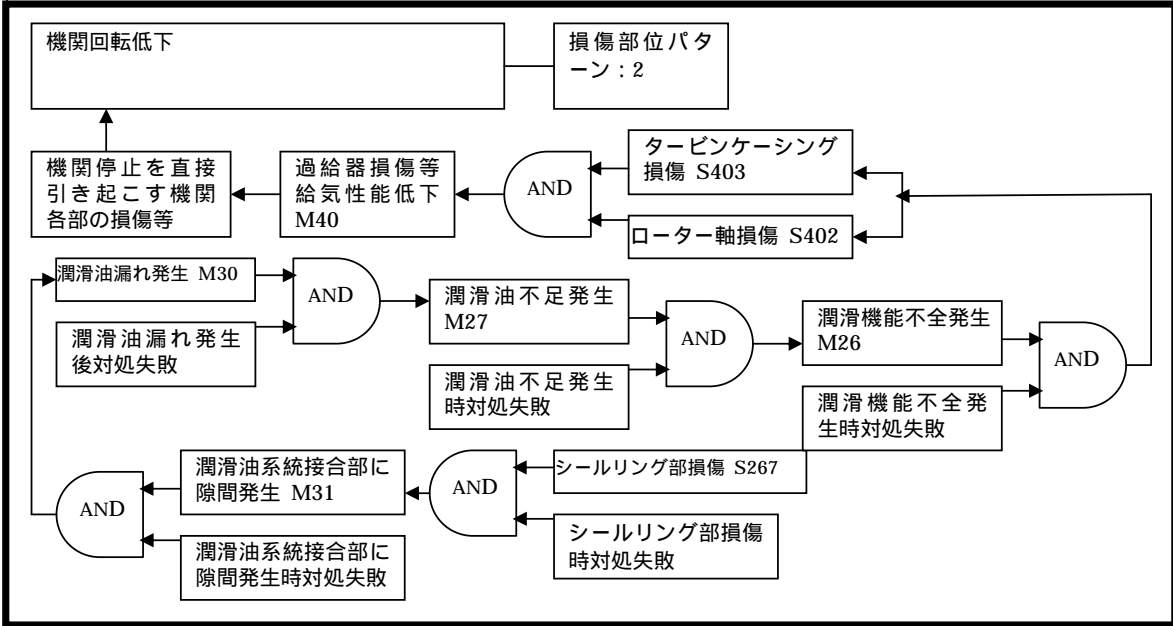 機関回転低下
損傷部位パタ
ーン：2
機関停止を直接
引き起こす機関
各部の損傷等
過給器損傷等
給気性能低下
M40
AND
タービンケーシング
損傷 S403
ローター軸損傷 S402
潤滑油漏れ発生 M30
潤滑油漏れ発生
後対処失敗
AND
潤滑油不足発生
M27
潤滑油不足発生
時対処失敗
AND
潤滑機能不全発生
M26
潤滑機能不全発
生時対処失敗
AND
AND
潤滑油系統接合部に
隙間発生 M31
潤滑油系統接合部に
隙間発生時対処失敗
AND
シールリング部損傷 S267
シールリング部損傷
時対処失敗